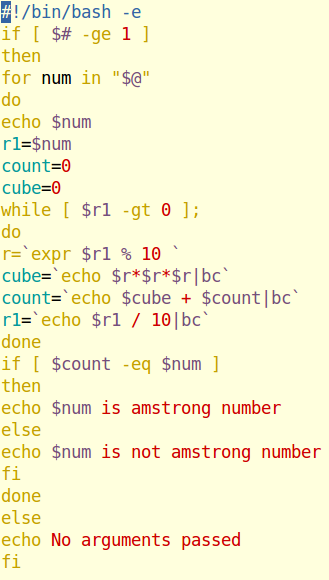 #!/bin/bash -e
if [ $# -ge 1 ]
then
for num in "$@"
do
echo $num
r1=$num
count=0
cube=0
while [ $r1 -gt 0 ];
do
r=`expr $r1 % 10 `
cube=`echo $r*$r*$r|bc`
count=`echo $cube + $count|bc`
r1=`echo $r1 / 10|bc`
done
if [ $count -eq $num ]
then
echo $num is amstrong number
else
echo $num is not amstrong number
fi
done
else
echo No arguments passed
fi